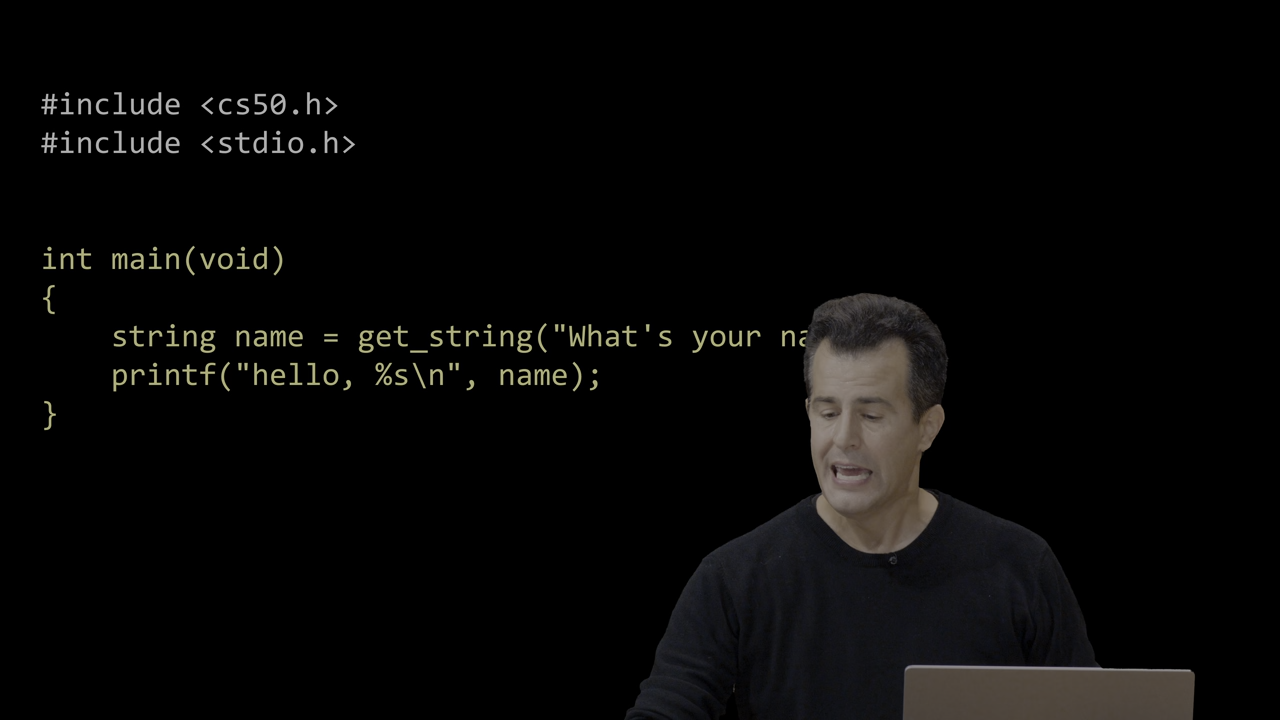 #include <cs50.h>
#include <stdio.h>
int main(void)
{
string name = get_string("What's your
printf("hello, %s\n", name);
}